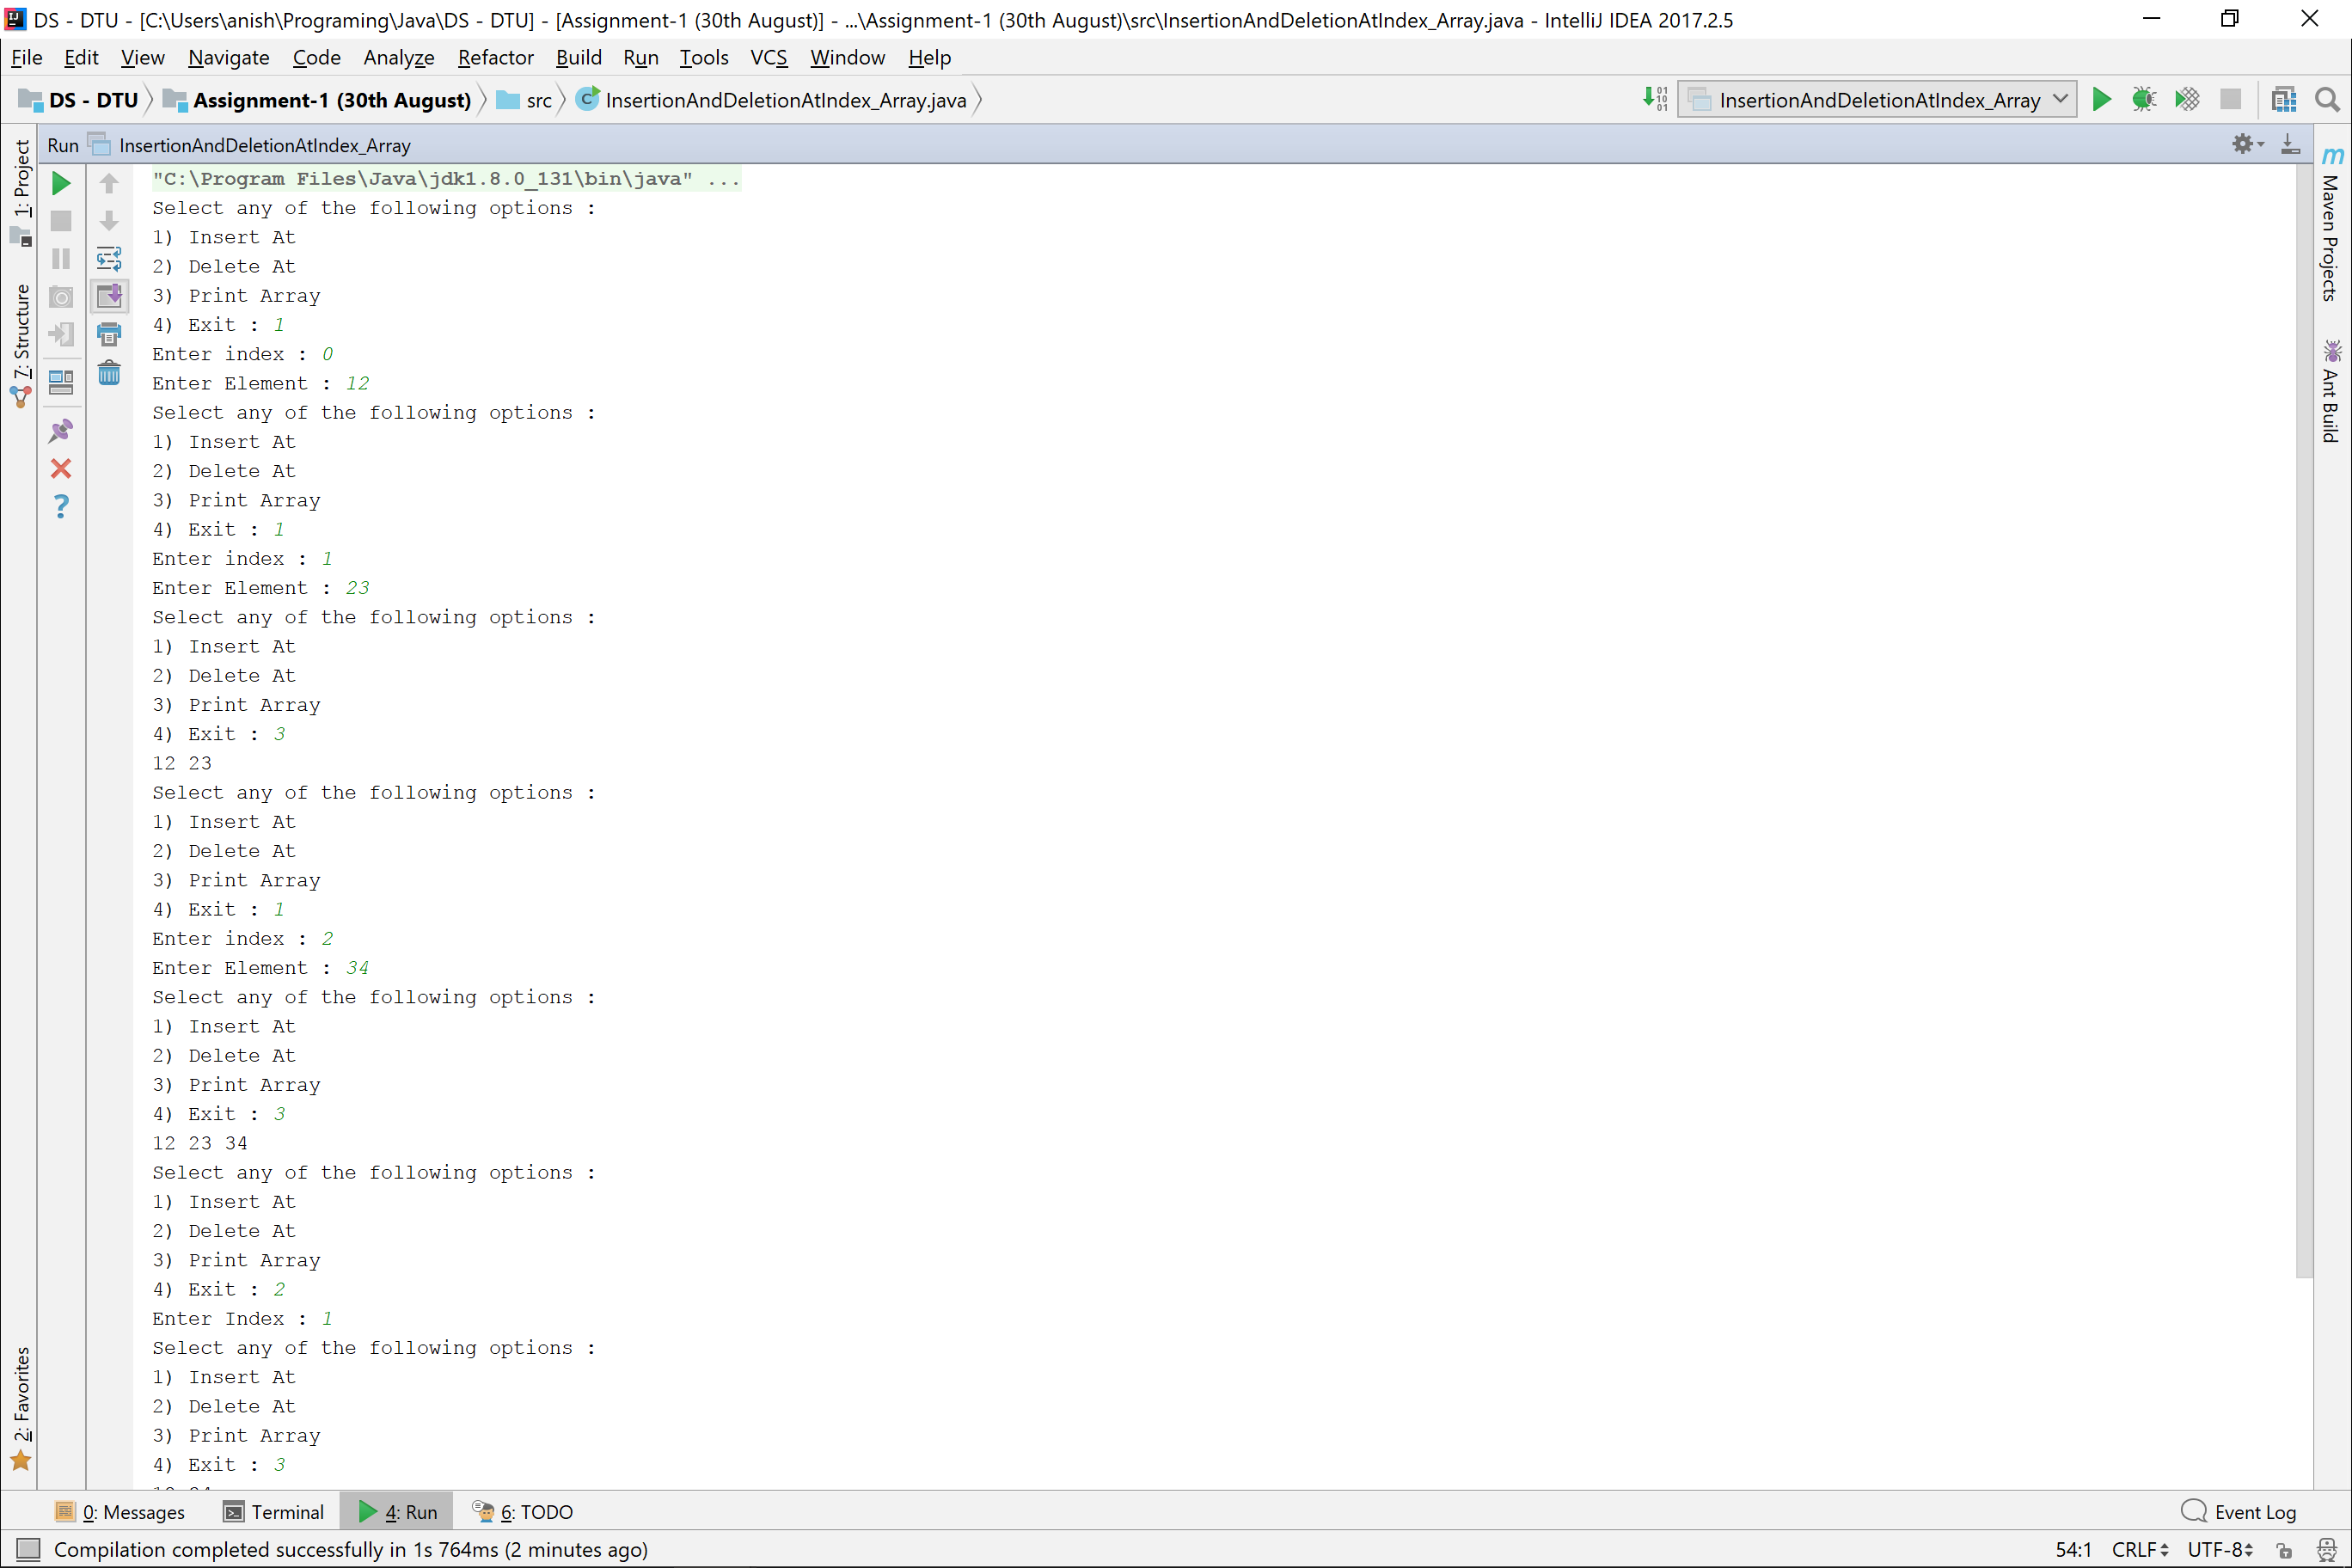 DS - DTU - [C:\Users\anish\Programing\Java\DS - DTU] - [Assignment-1 (30th August)] - ...\Assignment-1 (30th August)\src\InsertionAndDeletionAtIndex_Array.java - IntelliJ IDEA 2017.2.5
File Edit View Navigate Code Analyze Refactor Build Run Tools VCS Window Help
DS - DTU Assignment-1 (30th August) src InsertionAndDeletionAtIndex_Array.java InsertionAndDeletionAtIndex_Array
Run InsertionAndDeletionAtIndex_Array
1: Project
7: Structure
2: Favorites
"C:\Program Files\Java\jdk1.8.0_131\bin\java" ...
Select any of the following options :
1) Insert At
2) Delete At
3) Print Array
4) Exit : 1
Enter index : 0
Enter Element : 12
Select any of the following options :
1) Insert At
2) Delete At
3) Print Array
4) Exit : 1
Enter index : 1
Enter Element : 23
Select any of the following options :
1) Insert At
2) Delete At
3) Print Array
4) Exit : 3
12 23
Select any of the following options :
1) Insert At
2) Delete At
3) Print Array
4) Exit : 1
Enter index : 2
Enter Element : 34
Select any of the following options :
1) Insert At
2) Delete At
3) Print Array
4) Exit : 3
12 23 34
Select any of the following options :
1) Insert At
2) Delete At
3) Print Array
4) Exit : 2
Enter Index : 1
Select any of the following options :
1) Insert At
2) Delete At
3) Print Array
4) Exit : 3
Maven Projects
Ant Build
0: Messages Terminal 4: Run 6: TODO Event Log
Compilation completed successfully in 1s 764ms (2 minutes ago) 54:1 CRLF UTF-8